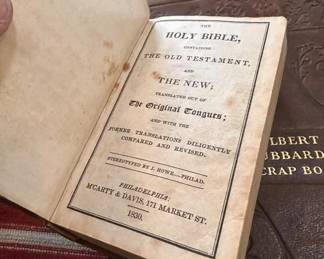 THE
HOLY BIBLE,
CONTAINING
THE OLD TESTAMENT,
AND
THE NEW;
TRANSLATED OUT OF
The Original Tongues;
AND WITH THE
FORMER TRANSLATIONS DILIGENTLY
COMPARED AND REVISED.
STEREOTYPED BY J. HOWE.—PHILAD.
PHILADELPHIA:
M'CARTY & DAVIS, 171 MARKET ST.
1830.
LBERT
UBBARD
CRAP BO